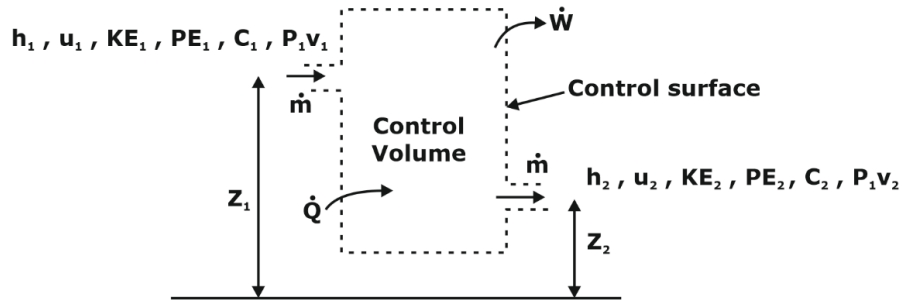 Ẇ
h₁ , u₁ , KE₁ , PE₁ , C₁ , P₁v₁
ṁ
Control surface
Control
Volume
ṁ
h₂ , u₂ , KE₂ , PE₂, C₂ , P₁v₂
Z₁
Q̇
Z₂